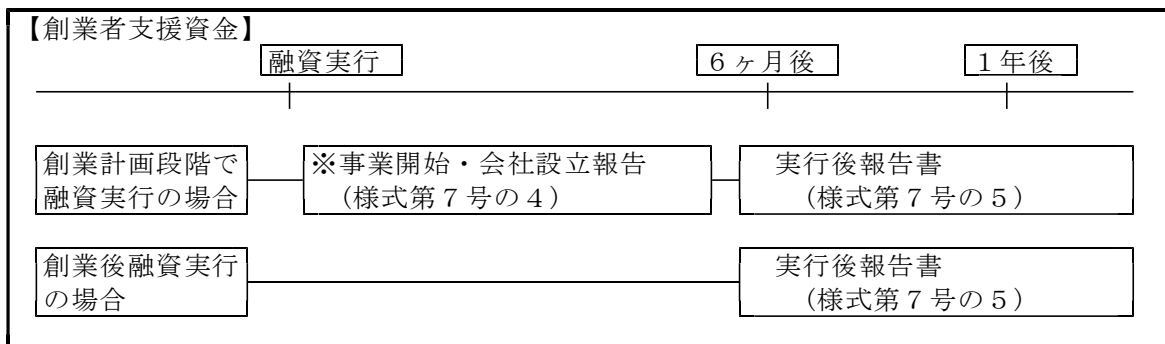 【創業者支援資金】
融資実行
６ヶ月後
１年後
創業計画段階で
融資実行の場合
※事業開始・会社設立報告
（様式第７号の４）
実行後報告書
（様式第７号の５）
創業後融資実行
の場合
実行後報告書
（様式第７号の５）